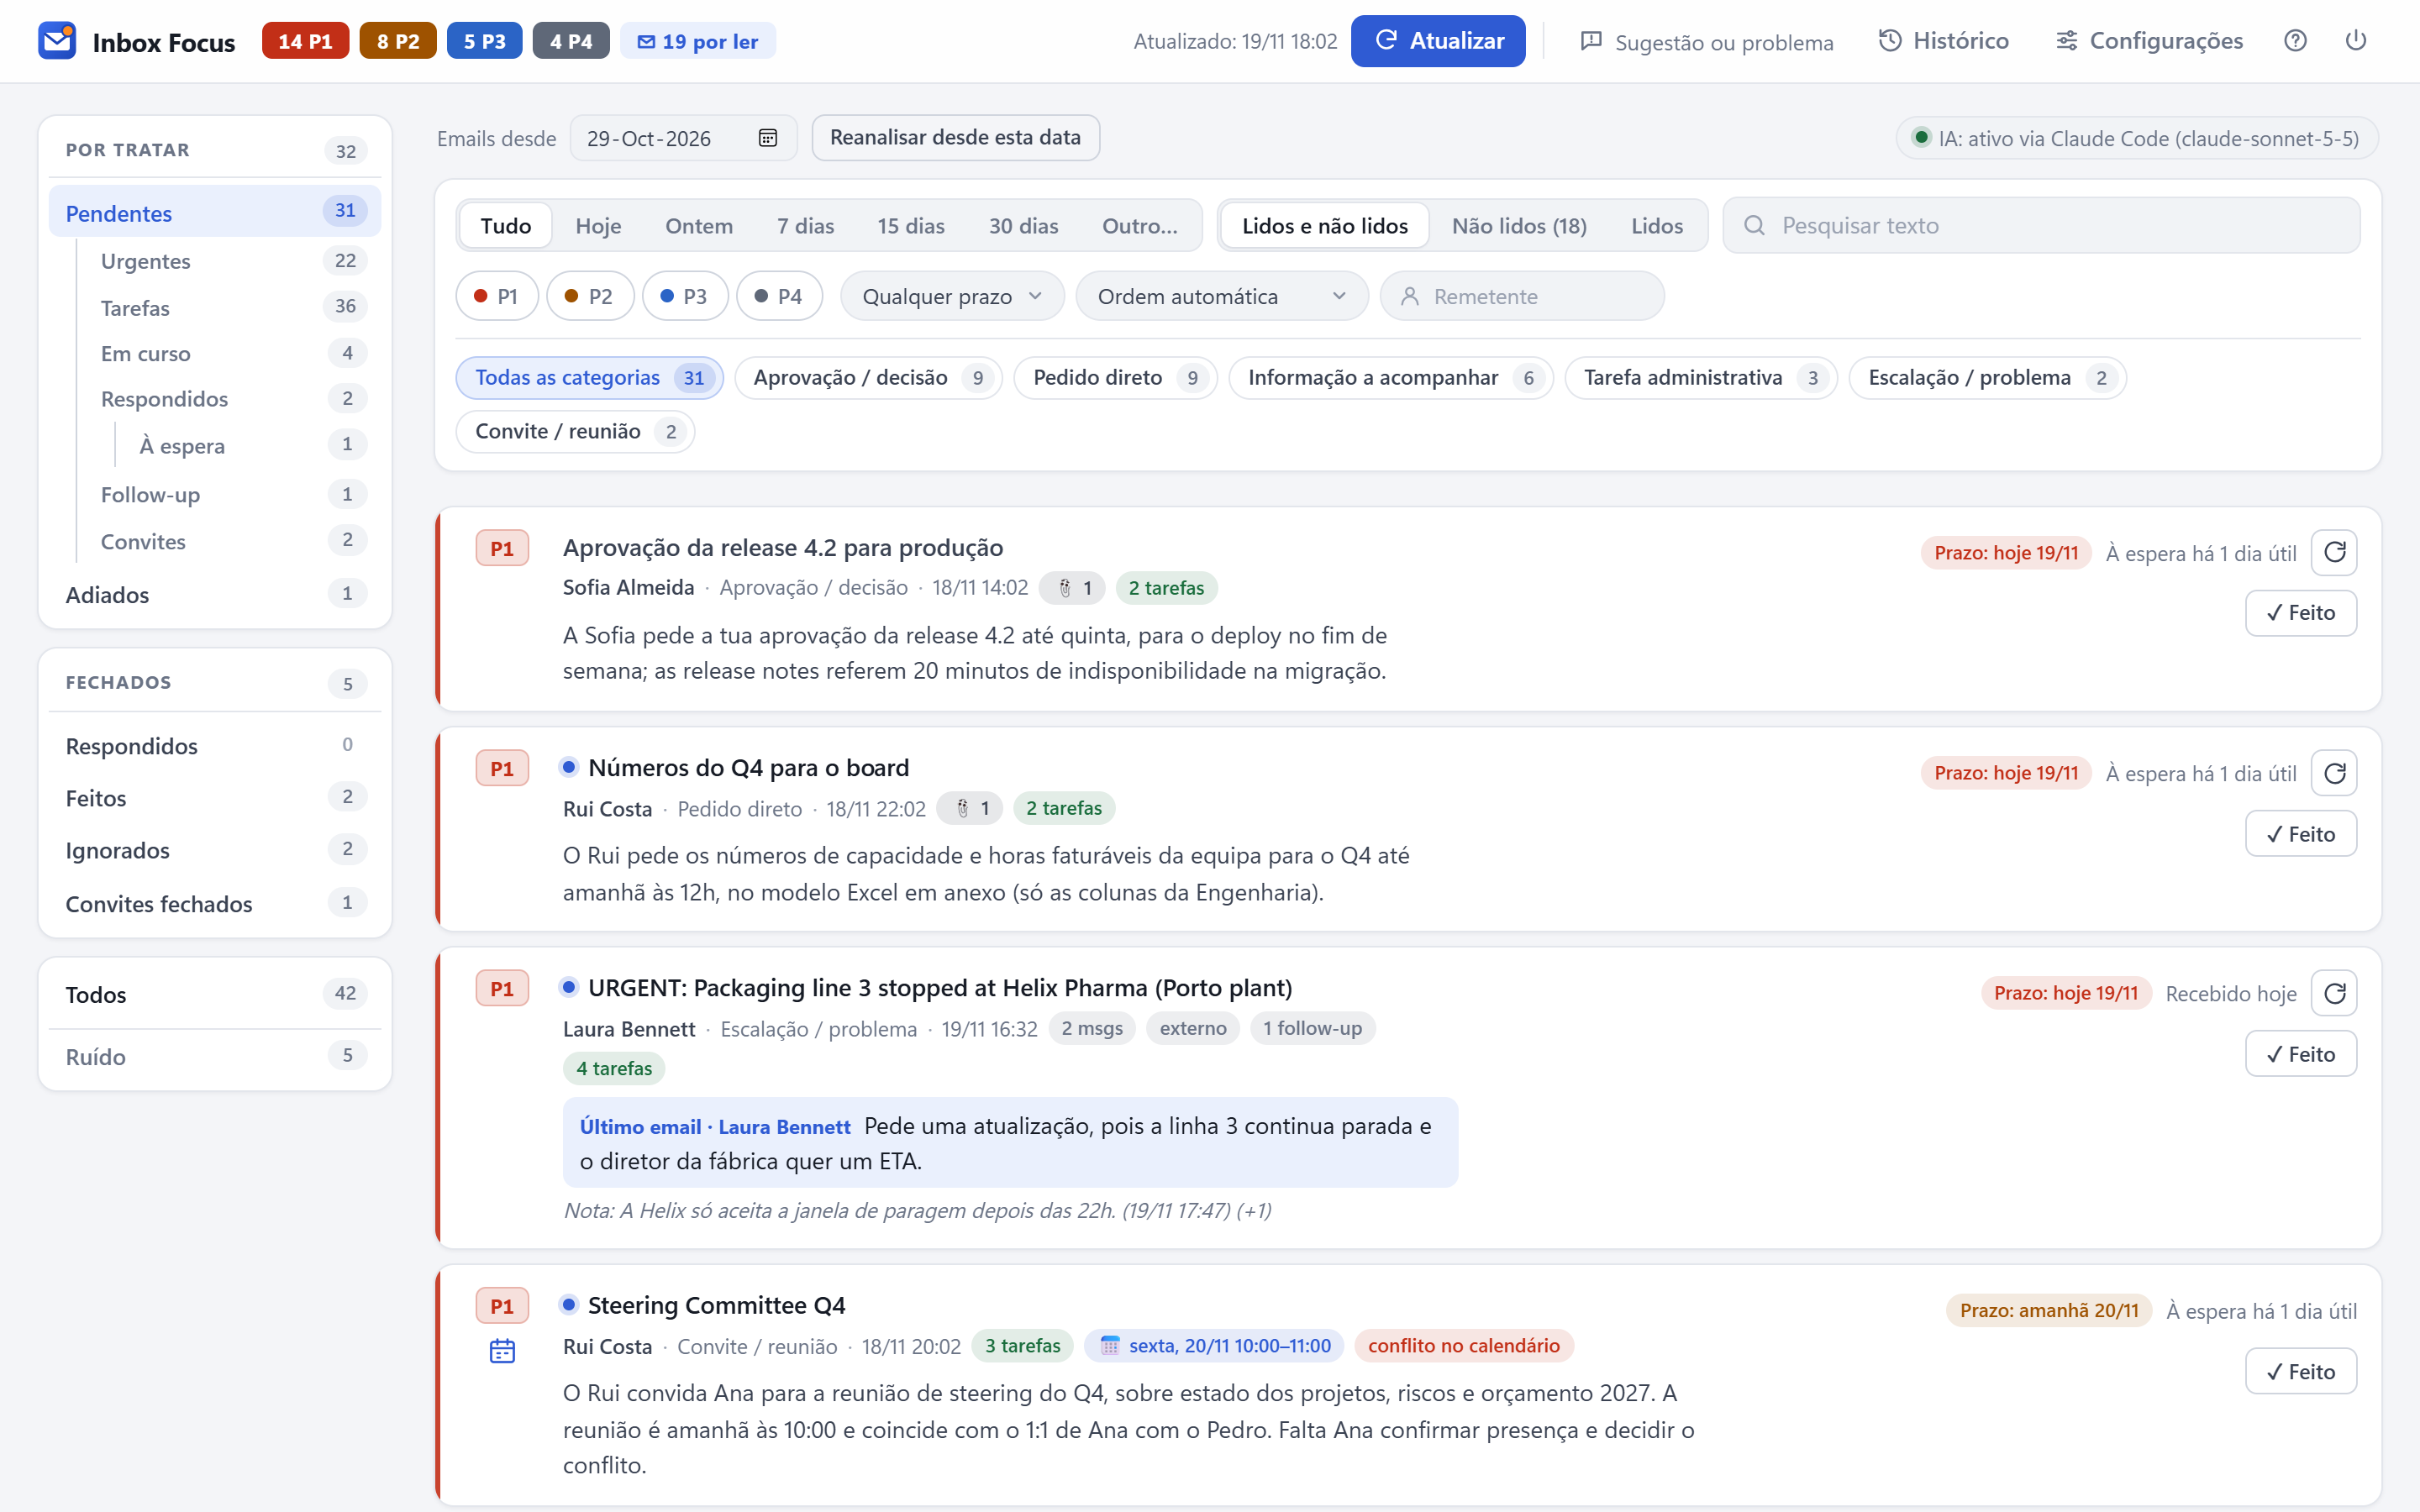 Inbox Focus
14 P1
8 P2
5 P3
4 P4
19 por ler
Atualizado: 19/11 18:02
Atualizar
Sugestão ou problema
Histórico
Configurações
POR TRATAR 32
Pendentes 31
Urgentes 22
Tarefas 36
Em curso 4
Respondidos 2
À espera 1
Follow-up 1
Convites 2
Adiados 1
FECHADOS 5
Respondidos 0
Feitos 2
Ignorados 2
Convites fechados 1
Todos 42
Ruído 5
Emails desde 29-Oct-2026 Reanalisar desde esta data
IA: ativo via Claude Code (claude-sonnet-5-5)
Tudo Hoje Ontem 7 dias 15 dias 30 dias Outro...
Lidos e não lidos Não lidos (18) Lidos
Pesquisar texto
P1 P2 P3 P4 Qualquer prazo Ordem automática Remetente
Todas as categorias 31 Aprovação / decisão 9 Pedido direto 9 Informação a acompanhar 6 Tarefa administrativa 3 Escalação / problema 2
Convite / reunião 2
P1 Aprovação da release 4.2 para produção
Prazo: hoje 19/11 À espera há 1 dia útil
Sofia Almeida · Aprovação / decisão · 18/11 14:02 1 2 tarefas
✓ Feito
A Sofia pede a tua aprovação da release 4.2 até quinta, para o deploy no fim de
semana; as release notes referem 20 minutos de indisponibilidade na migração.
P1 Números do Q4 para o board
Prazo: hoje 19/11 À espera há 1 dia útil
Rui Costa · Pedido direto · 18/11 22:02 1 2 tarefas
✓ Feito
O Rui pede os números de capacidade e horas faturáveis da equipa para o Q4 até
amanhã às 12h, no modelo Excel em anexo (só as colunas da Engenharia).
P1 URGENT: Packaging line 3 stopped at Helix Pharma (Porto plant)
Prazo: hoje 19/11 Recebido hoje
Laura Bennett · Escalação / problema · 19/11 16:32 2 msgs externo 1 follow-up
✓ Feito
4 tarefas
Último email · Laura Bennett Pede uma atualização, pois a linha 3 continua parada e
o diretor da fábrica quer um ETA.
Nota: A Helix só aceita a janela de paragem depois das 22h. (19/11 17:47) (+1)
P1 Steering Committee Q4
Prazo: amanhã 20/11 À espera há 1 dia útil
Rui Costa · Convite / reunião · 18/11 20:02 3 tarefas sexta, 20/11 10:00–11:00 conflito no calendário
✓ Feito
O Rui convida Ana para a reunião de steering do Q4, sobre estado dos projetos, riscos e orçamento 2027. A
reunião é amanhã às 10:00 e coincide com o 1:1 de Ana com o Pedro. Falta Ana confirmar presença e decidir o
conflito.